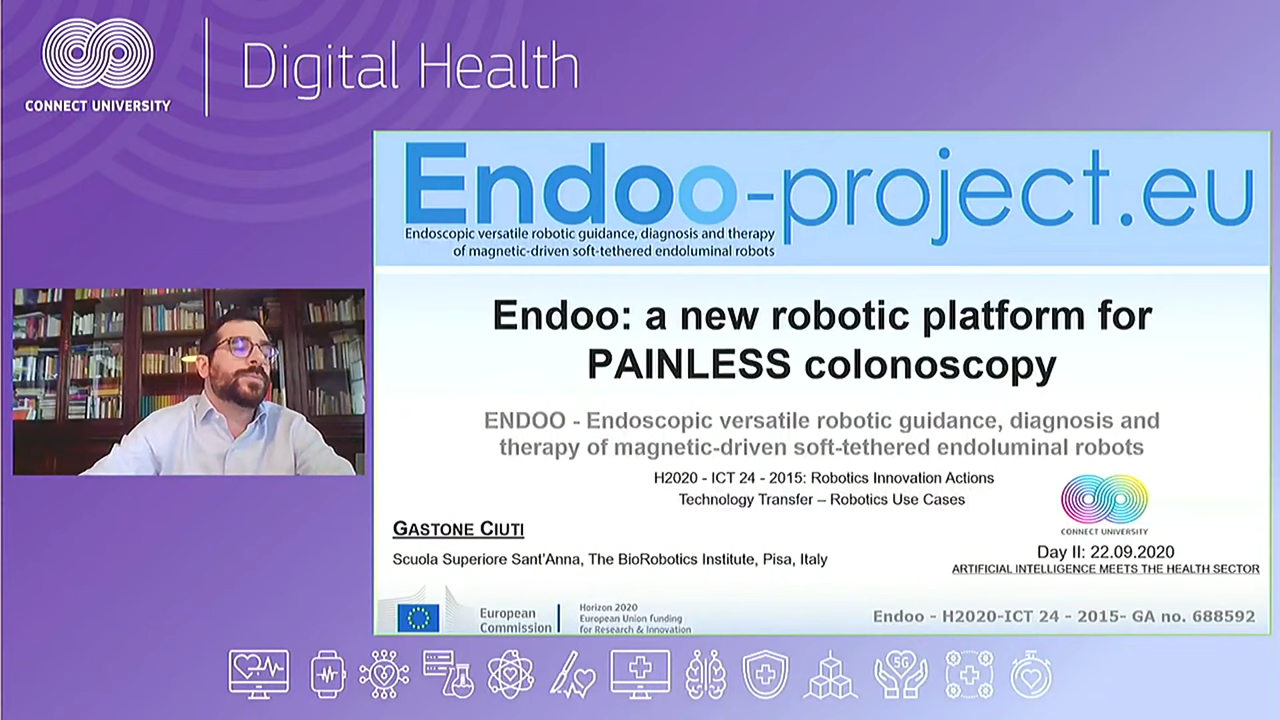 CONNECT UNIVERSITY
Digital Health
Endoo-project.eu
Endoscopic versatile robotic guidance, diagnosis and therapy
of magnetic-driven soft-tethered endoluminal robots
Endoo: a new robotic platform for
PAINLESS colonoscopy
ENDOO - Endoscopic versatile robotic guidance, diagnosis and
therapy of magnetic-driven soft-tethered endoluminal robots
H2020 - ICT 24 - 2015: Robotics Innovation Actions
Technology Transfer – Robotics Use Cases
GASTONE CIUTI
Scuola Superiore Sant'Anna, The BioRobotics Institute, Pisa, Italy
CONNECT UNIVERSITY
Day II: 22.09.2020
ARTIFICIAL INTELLIGENCE MEETS THE HEALTH SECTOR
European
Commission
Horizon 2020
European Union funding
for Research & Innovation
Endoo - H2020-ICT 24 - 2015- GA no. 688592
5G